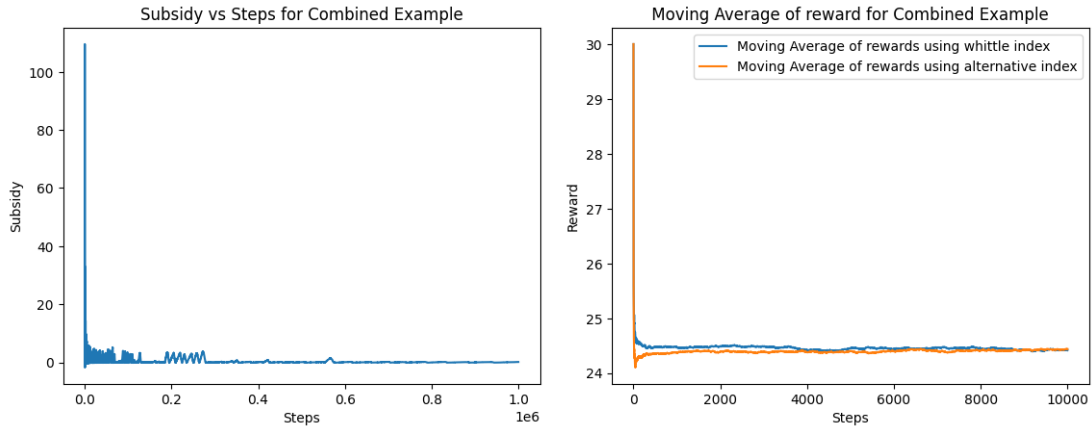 Subsidy vs Steps for Combined Example
100
80
60
40
20
0
Subsidy
0.0 0.2 0.4 0.6 0.8 1.0
1e6
Steps
Moving Average of reward for Combined Example
Moving Average of rewards using whittle index
Moving Average of rewards using alternative index
30
29
28
27
26
25
24
Reward
0 2000 4000 6000 8000 10000
Steps